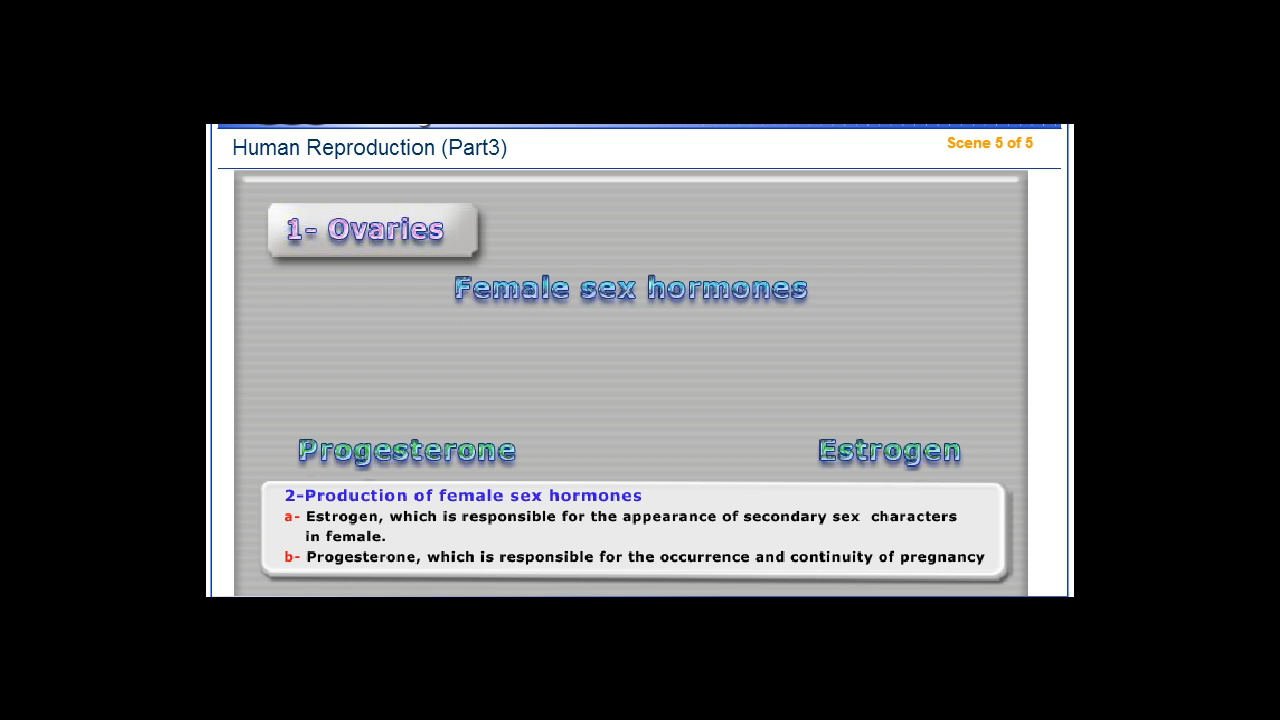 Human Reproduction (Part3)
Scene 5 of 5
1- Ovaries
Female sex hormones
Progesterone
Estrogen
2-Production of female sex hormones
a- Estrogen, which is responsible for the appearance of secondary sex characters
in female.
b- Progesterone, which is responsible for the occurrence and continuity of pregnancy